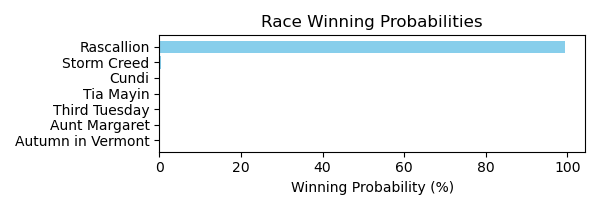 Race Winning Probabilities
Rascallion
Storm Creed
Cundi
Tia Mayin
Third Tuesday
Aunt Margaret
Autumn in Vermont
0 20 40 60 80 100
Winning Probability (%)